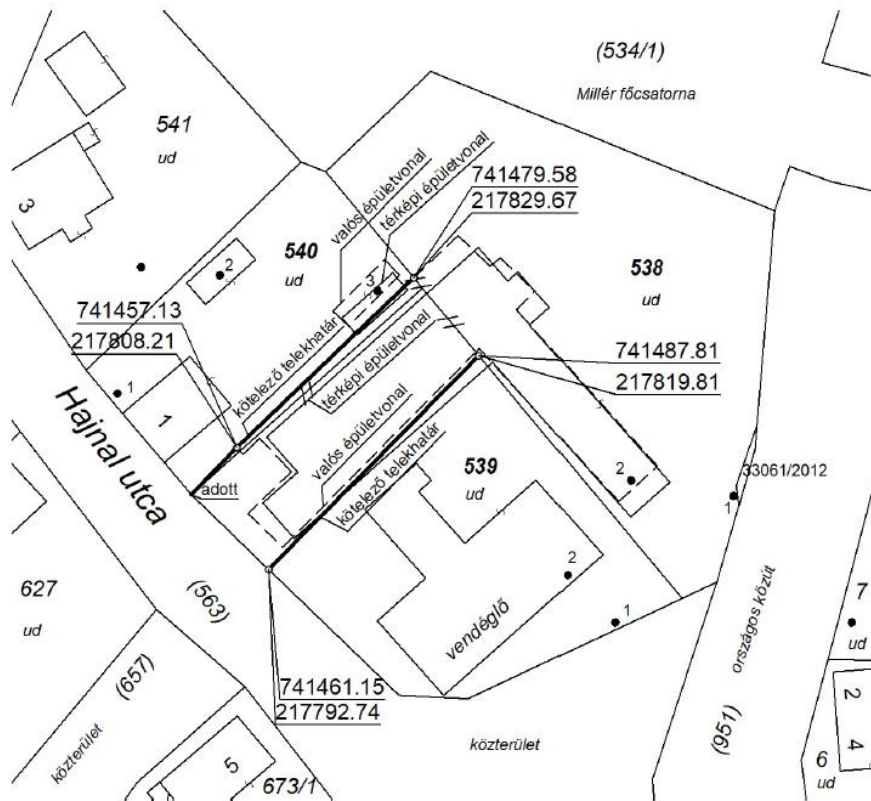 (534/1)
Millér főcsatorna
541
ud
3
valós épületvonal
térképi épületvonal
741479.58
217829.67
540
ud
2
3
538
ud
741457.13
217808.21
kötelező telekhatár
térképi épületvonal
741487.81
217819.81
1
1
Hajnal utca
valós épületvonal
kötelező telekhatár
539
ud
2
33061/2012
1
adott
627
ud
(563)
2
vendéglő
1
országos közút
7
ud
(657)
közterület
741461.15
217792.74
közterület
(951)
2
4
6
ud
5
673/1